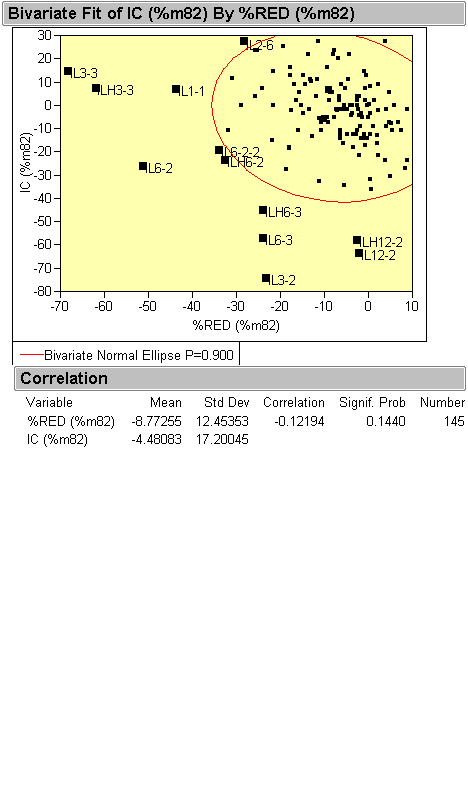 Bivariate Fit of IC (%m82) By %RED (%m82)
30
20
10
0
-10
-20
-30
-40
-50
-60
-70
-80
IC (%m82)
L2-6
L3-3
LH3-3
L1-1
L6-2-2
LH6-2
L6-2
LH6-3
L6-3
LH12-2
L12-2
L3-2
-70 -60 -50 -40 -30 -20 -10 0 10
%RED (%m82)
Bivariate Normal Ellipse P=0.900
Correlation
Variable Mean Std Dev Correlation Signif. Prob Number
%RED (%m82) -8.77255 12.45353 -0.12194 0.1440 145
IC (%m82) -4.48083 17.20045